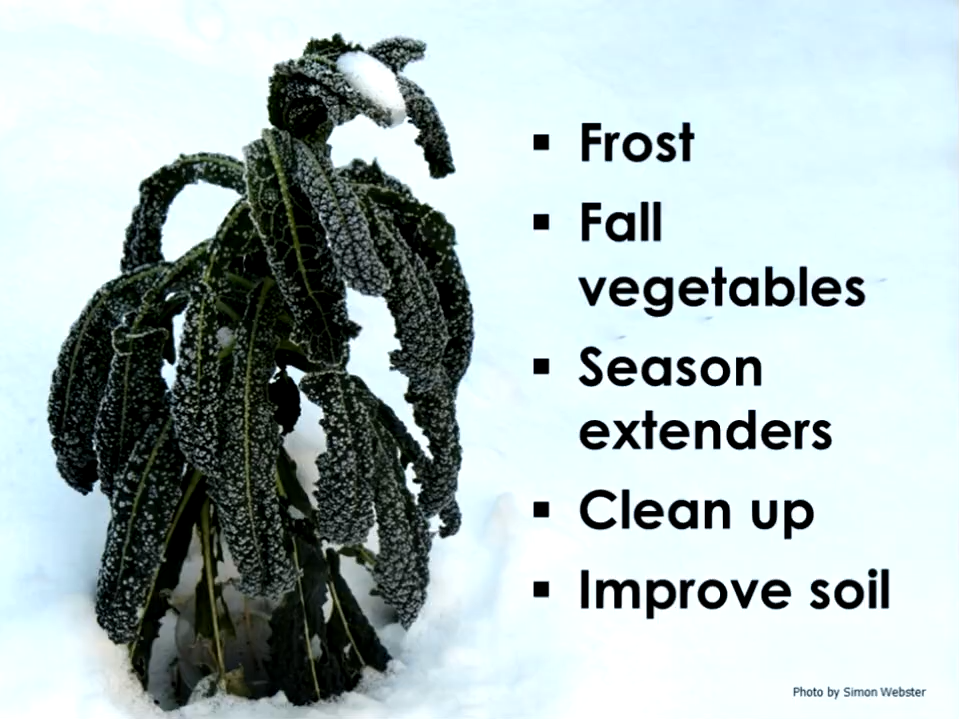 ▪ Frost
▪ Fall
vegetables
▪ Season
extenders
▪ Clean up
▪ Improve soil
Photo by Simon Webster